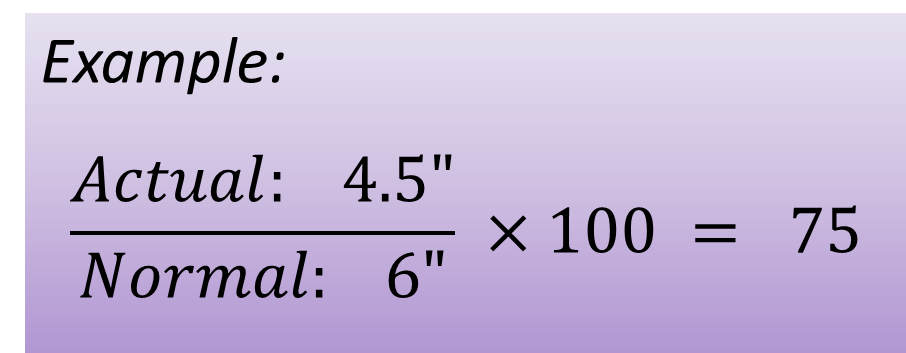 Example:
Actual: 4.5"
Normal: 6"
× 100 = 75